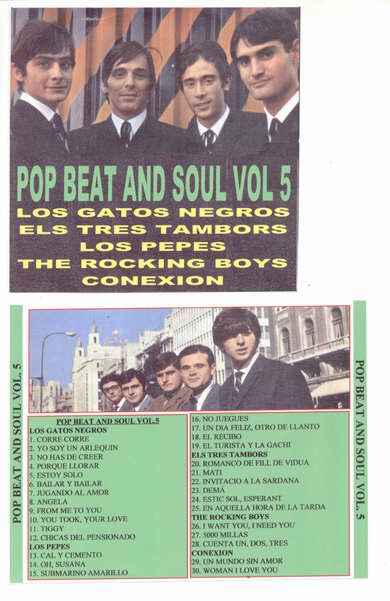 POP BEAT AND SOUL VOL 5
LOS GATOS NEGROS
ELS TRES TAMBORS
LOS PEPES
THE ROCKING BOYS
CONEXION
POP BEAT AND SOUL VOL. 5
POP BEAT AND SOUL VOL.5
LOS GATOS NEGROS
1. CORRE CORRE
2. YO SOY UN ARLEQUIN
3. NO HAS DE CREER
4. PORQUE LLORAR
5. ESTOY SOLO
6. BAILAR Y BAILAR
7. JUGANDO AL AMOR
8. ANGELA
9. FROM ME TO YOU
10. YOU TOOK, YOUR LOVE
11. TIGGY
12. CHICAS DEL PENSIONADO
LOS PEPES
13. CAL Y CEMENTO
14. OH, SUSANA
15. SUBMARINO AMARILLO
16. NO JUEGUES
17. UN DIA FELIZ, OTRO DE LLANTO
18. EL RECIBO
19. EL TURISTA Y LA GACHI
ELS TRES TAMBORS
20. ROMANCO DE FILL DE VIDUA
21. MATI
22. INVITACIO A LA SARDANA
23. DEMÀ
24. ESTIC SOL, ESPERANT
25. EN AQUELLA HORA DE LA TARDA
THE ROCKING BOYS
26. I WANT YOU, I NEED YOU
27. 5000 MILLAS
28. CUENTA UN, DOS, TRES
CONEXION
29. UN MUNDO SIN AMOR
30. WOMAN I LOVE YOU
POP BEAT AND SOUL VOL. 5